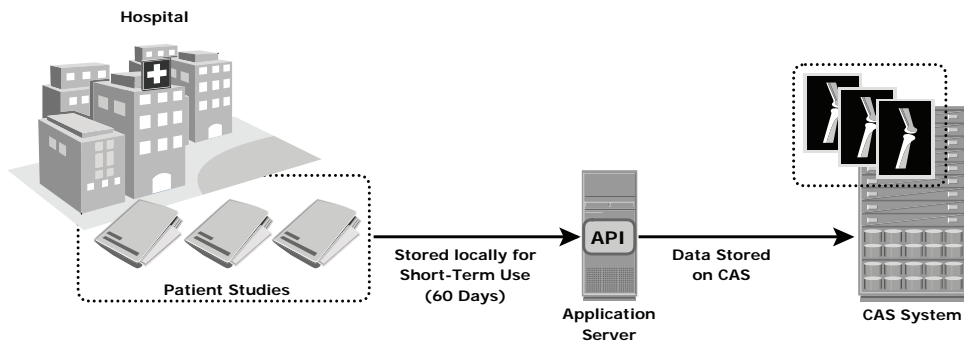 Hospital
Patient Studies
Stored locally for
Short-Term Use
(60 Days)
API
Application
Server
Data Stored
on CAS
CAS System